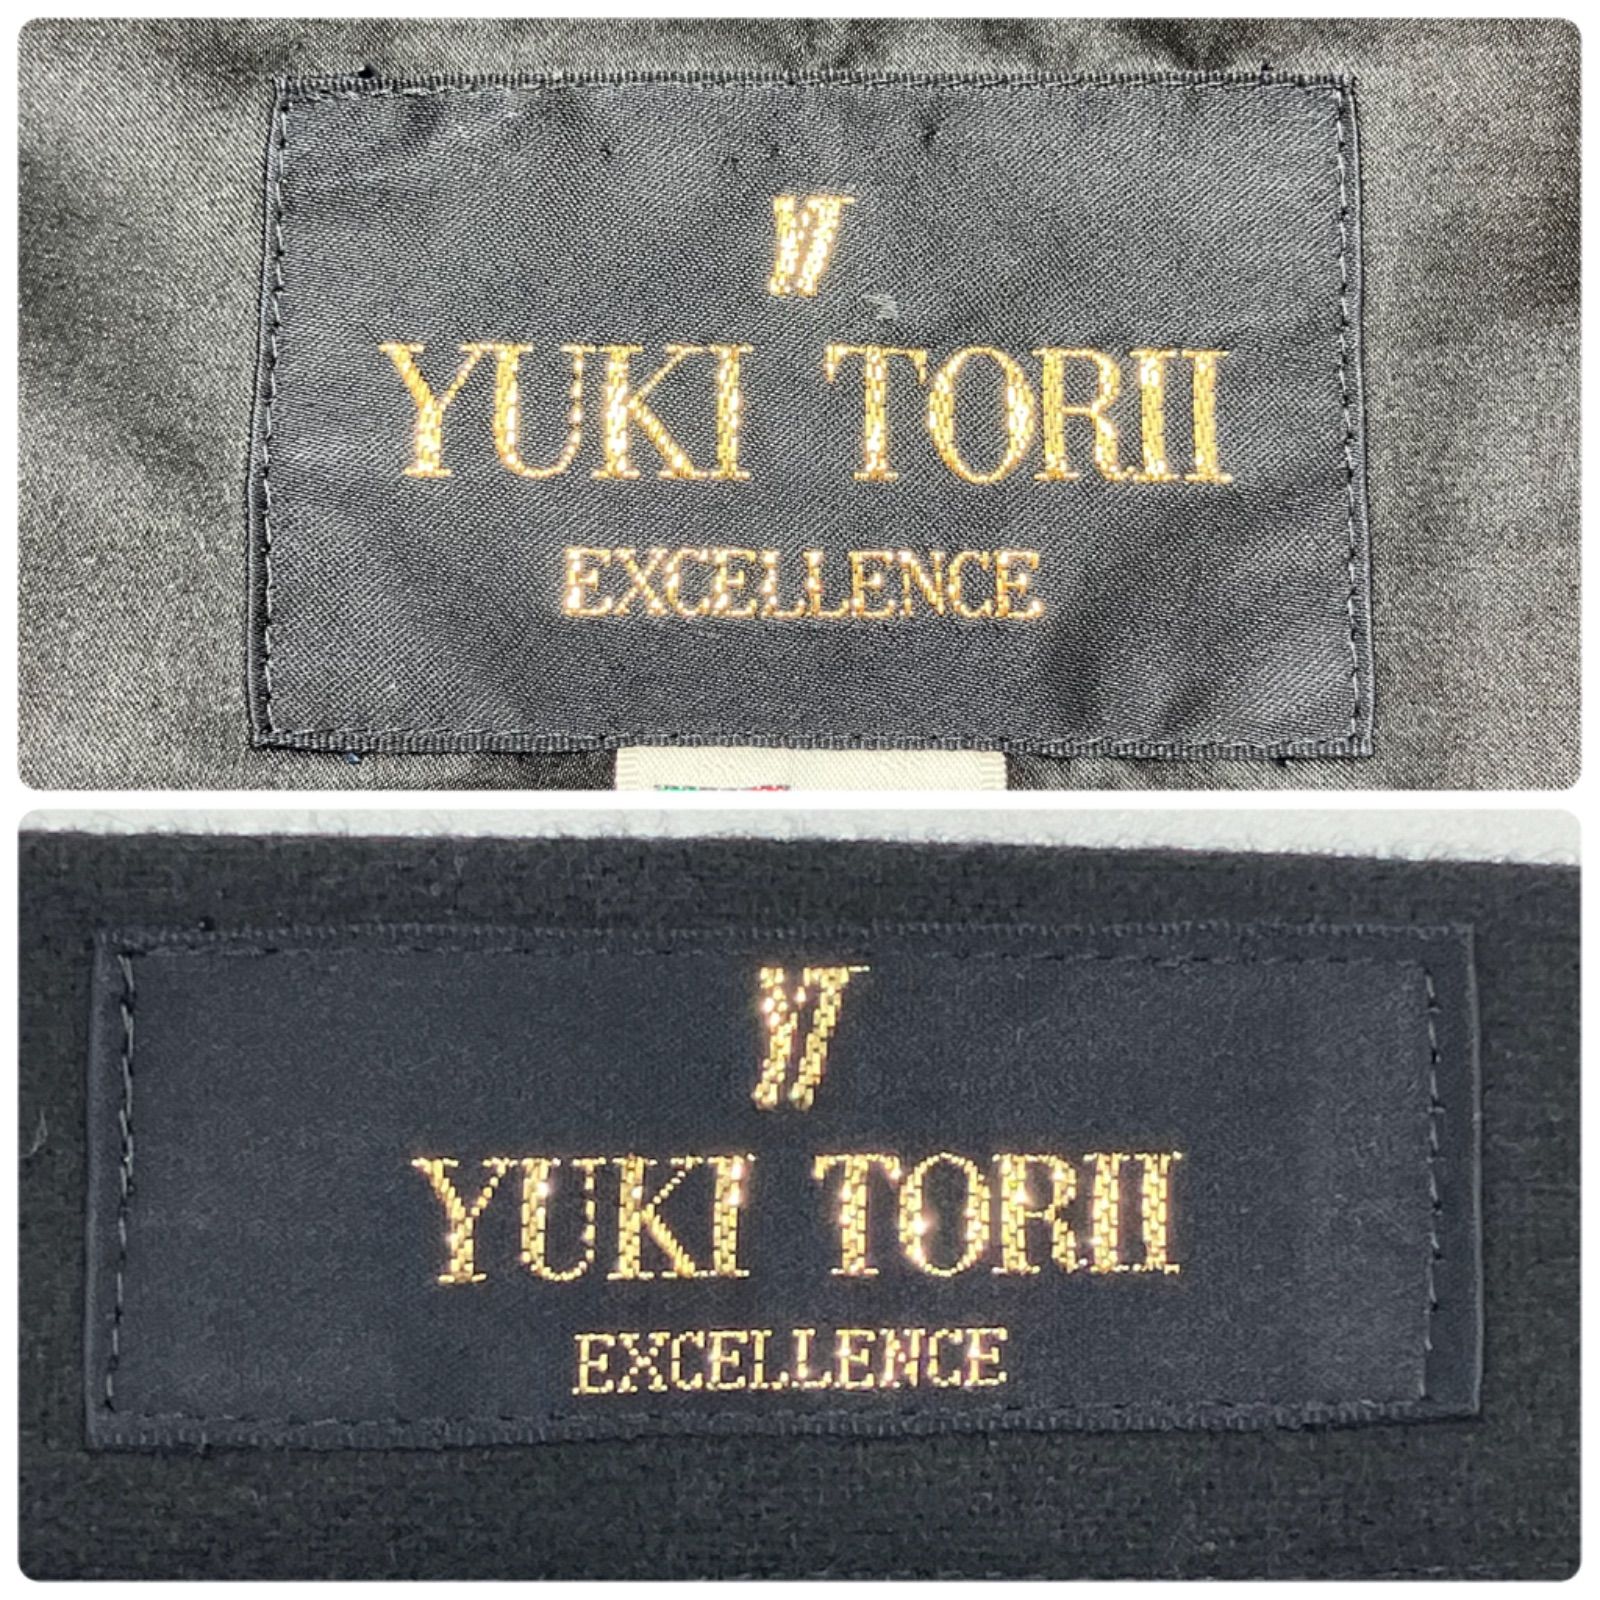 YT
YUKI TORII
EXCELLENCE
YT
YUKI TORII
EXCELLENCE